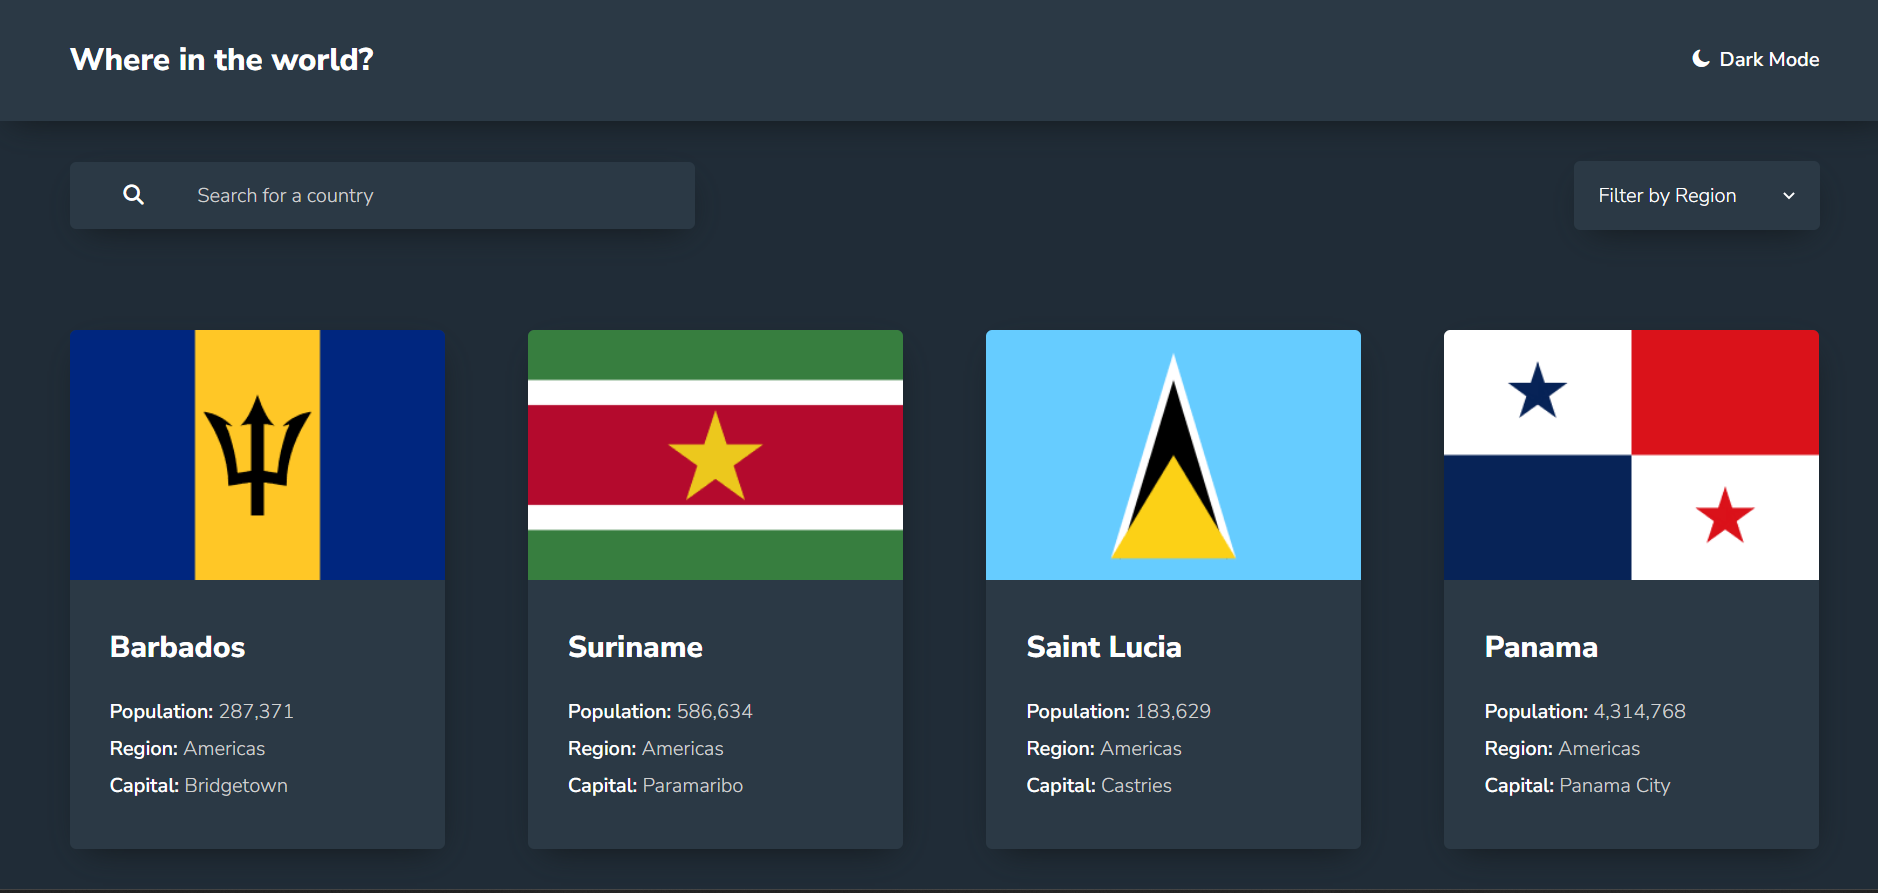 Where in the world?
Dark Mode
Search for a country
Filter by Region
Barbados
Population: 287,371
Region: Americas
Capital: Bridgetown
Suriname
Population: 586,634
Region: Americas
Capital: Paramaribo
Saint Lucia
Population: 183,629
Region: Americas
Capital: Castries
Panama
Population: 4,314,768
Region: Americas
Capital: Panama City